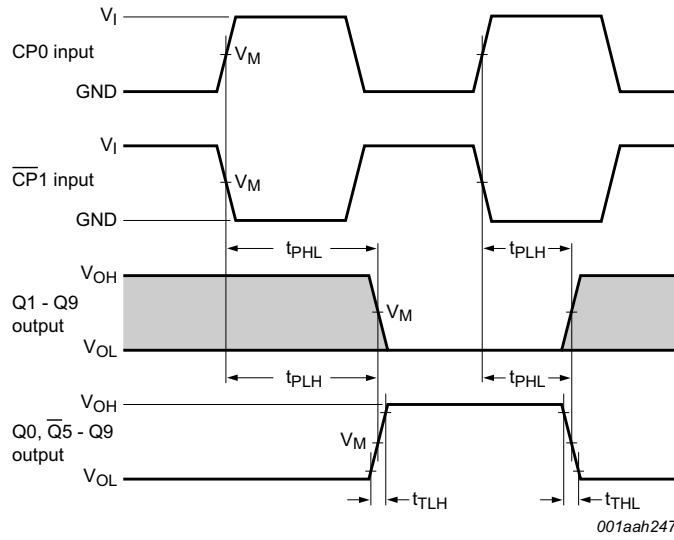 VI
CP0 input
VM
GND
VI
CP1 input
VM
GND
tPHL
tPLH
VOH
Q1 - Q9
output
VM
VOL
tPLH
tPHL
VOH
Q0, Q5 - Q9
output
VM
VOL
tTLH
tTHL
001aah247